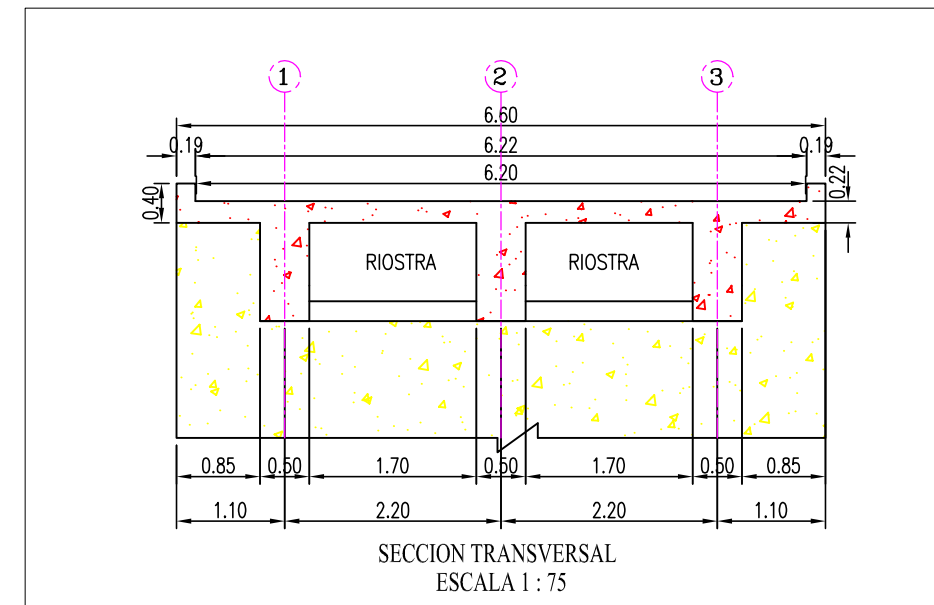 1 2 3
6.60
0.19 6.22 0.19
6.20
0.40 0.22
RIOSTRA RIOSTRA
0.85 0.50 1.70 0.50 1.70 0.50 0.85
1.10 2.20 2.20 1.10
SECCION TRANSVERSAL
ESCALA 1 : 75